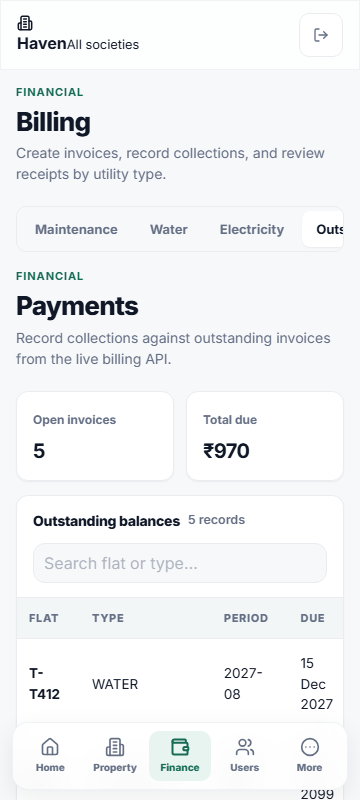 HavenAll societies
FINANCIAL
Billing
Create invoices, record collections, and review
receipts by utility type.
Maintenance Water Electricity Outs
FINANCIAL
Payments
Record collections against outstanding invoices
from the live billing API.
Open invoices Total due
5 ₹970
Outstanding balances 5 records
Search flat or type...
FLAT TYPE PERIOD DUE
T-
T412
WATER
2027-
08
15
Dec
2027
Home Property Finance Users More
2099